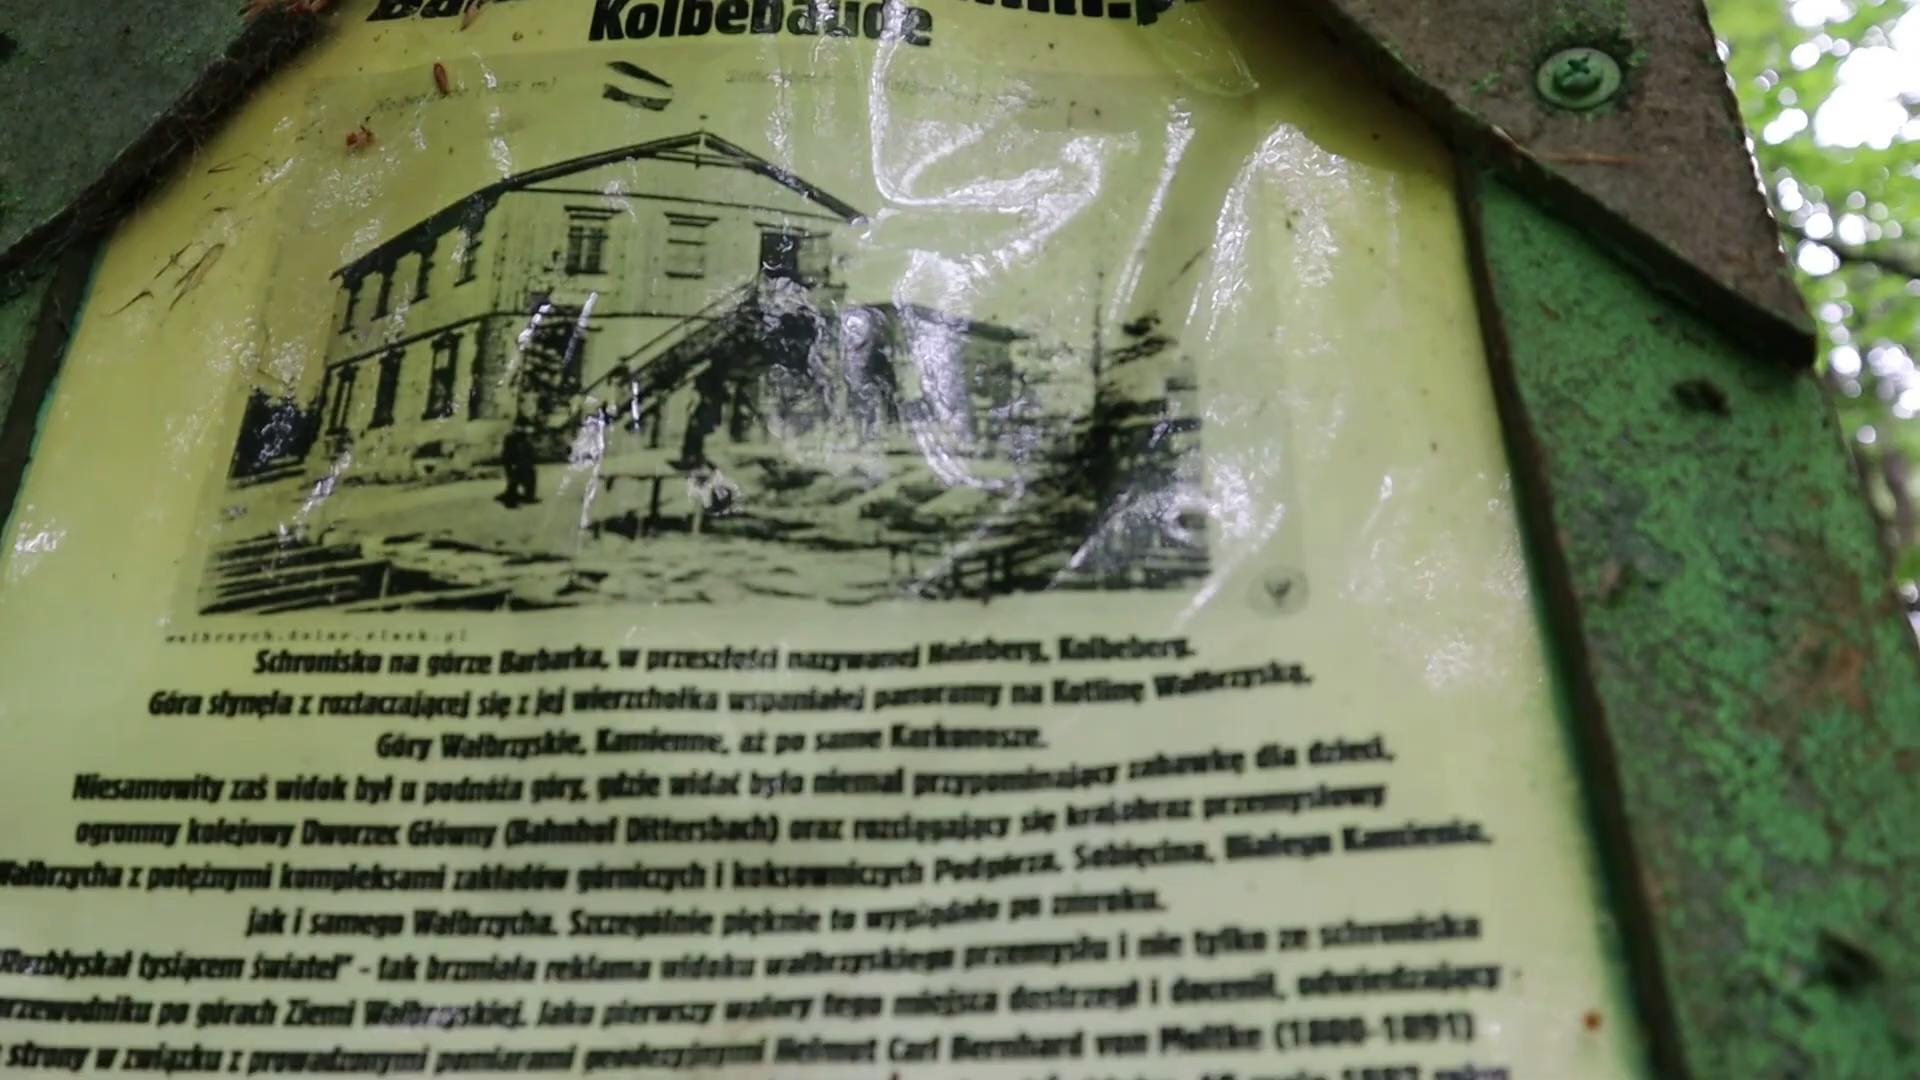 Kolbebaude
walbrzych.dolny.slask.pl
Schronisko na górze Barbarka, w przeszłości nazywanej Heinberg, Kolbeberg.
Góra słynęła z roztaczającej się z jej wierzchołka wspaniałej panoramy na Kotlinę Wałbrzyską,
Góry Wałbrzyskie, Kamienne, aż po same Karkonosze.
Niesamowity zaś widok był u podnóża góry, gdzie widać było niemal przypominający zabawkę dla dzieci,
ogromny kolejowy Dworzec Główny (Bahnhof Dittersbach) oraz rozciągający się krajobraz przemysłowy
Wałbrzycha z potężnymi kompleksami zakładów górniczych i koksowniczych Podgórza, Sobięcina, Białego Kamienia,
jak i samego Wałbrzycha. Szczególnie pięknie to wyglądało po zmroku.
"Rozbłyskał tysiącem świateł" - tak brzmiała reklama widoku wałbrzyskiego przemysłu i nie tylko ze schroniska
przewodniku po górach Ziemi Wałbrzyskiej. Jako pierwszy walory tego miejsca dostrzegł i docenił, odwiedzający
strony w związku z prowadzonymi pomiarami geodezyjnymi Helmut Carl Bernhard von Moltke (1800-1891)